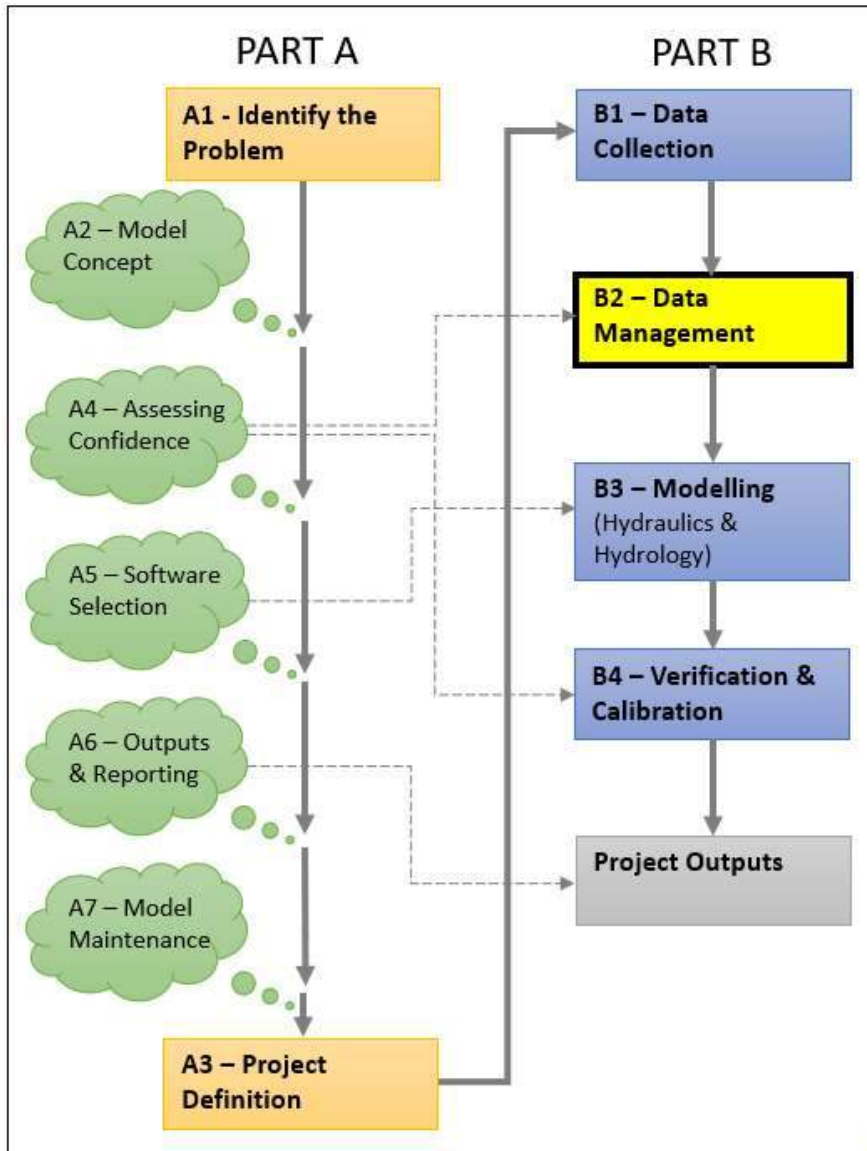 PART A
A1 - Identify the
Problem
A2 – Model
Concept
A4 – Assessing
Confidence
A5 – Software
Selection
A6 – Outputs
& Reporting
A7 – Model
Maintenance
A3 – Project
Definition
PART B
B1 – Data
Collection
B2 – Data
Management
B3 – Modelling
(Hydraulics &
Hydrology)
B4 – Verification &
Calibration
Project Outputs